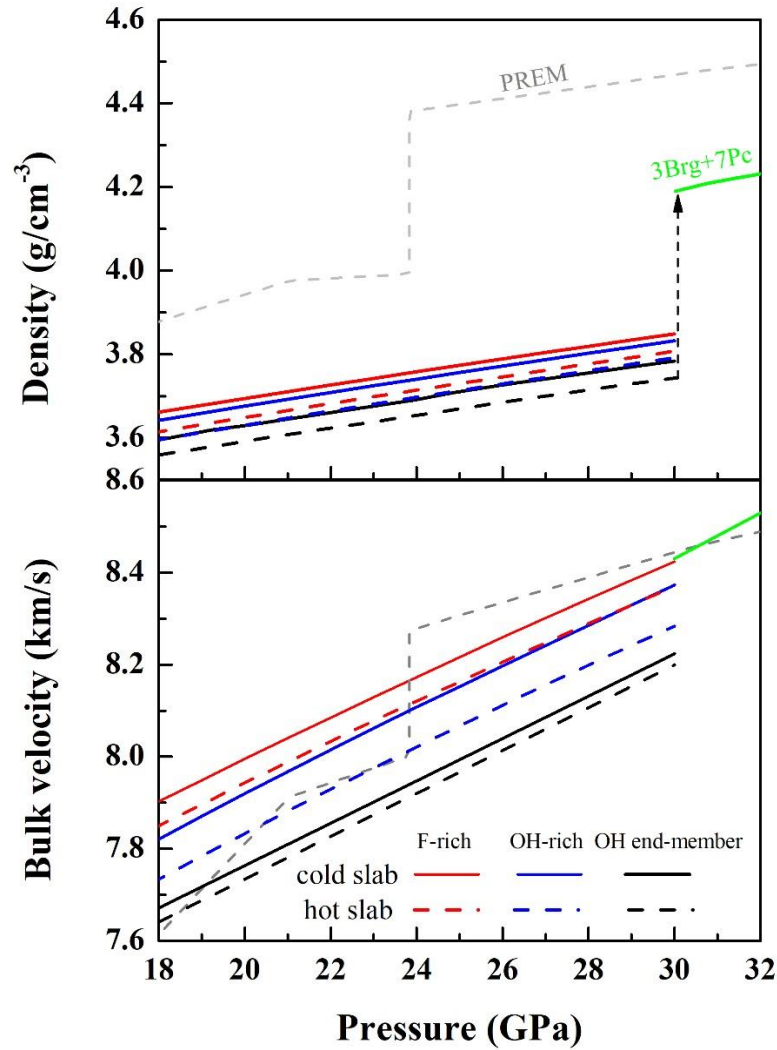 4.6
4.4
4.2
4.0
3.8
3.6
8.6
Density (g/cm⁻³)
PREM
3Brg+7Pc
8.4
8.2
8.0
7.8
7.6
Bulk velocity (km/s)
F-rich OH-rich OH end-member
cold slab
hot slab
18 20 22 24 26 28 30 32
Pressure (GPa)